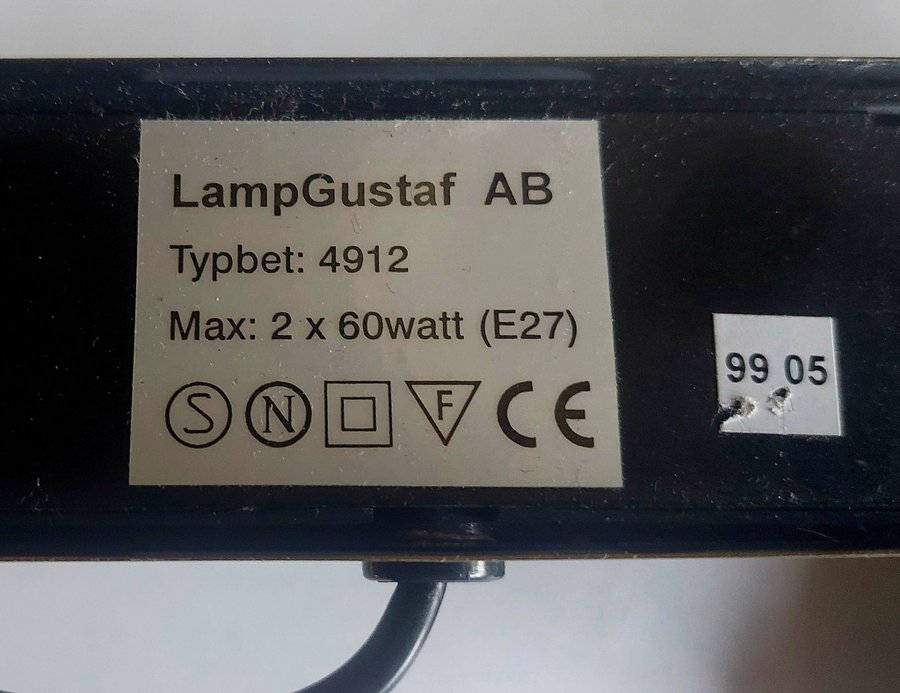 LampGustaf AB
Typbet: 4912
Max: 2 x 60watt (E27)
S N F CE
99 05